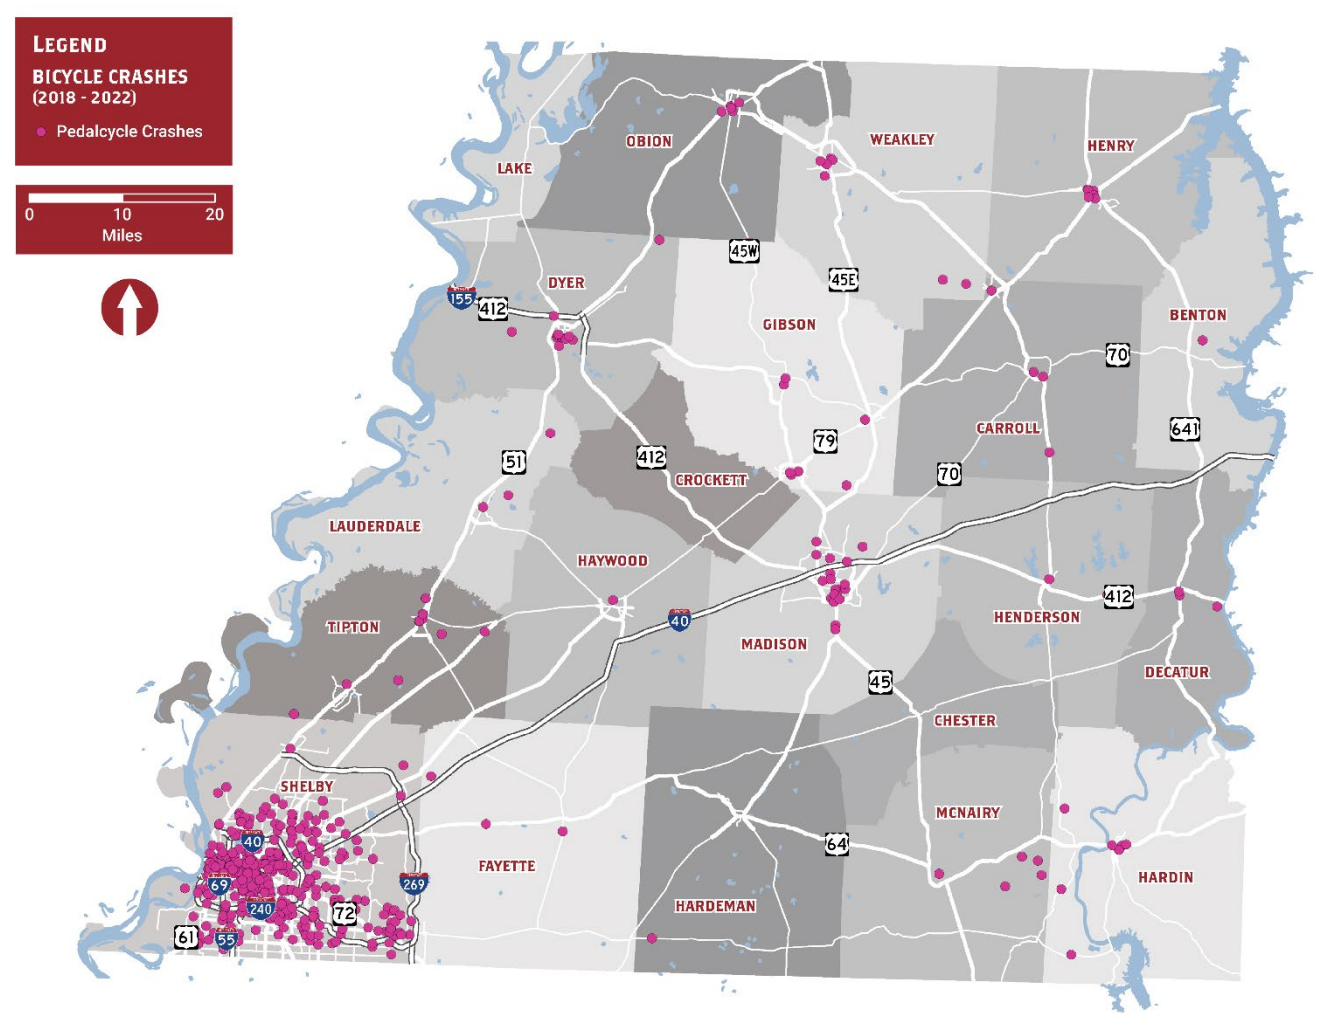 LEGEND
BICYCLE CRASHES
(2018 - 2022)
Pedalcycle Crashes
0 10 20
Miles
OBION
WEAKLEY
HENRY
LAKE
45W
45E
DYER
155
412
GIBSON
BENTON
70
CARROLL
641
79
51
412
CROCKETT
70
LAUDERDALE
HAYWOOD
412
TIPTON
40
HENDERSON
MADISON
DECATUR
45
CHESTER
SHELBY
MCNAIRY
40
64
FAYETTE
HARDIN
69
269
240
72
HARDEMAN
61
55